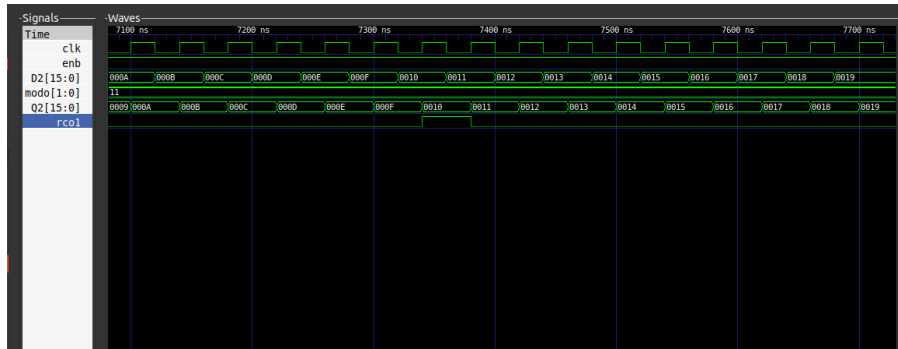 Signals Waves
Time 7100 ns 7200 ns 7300 ns 7400 ns 7500 ns 7600 ns 7700 ns
clk
enb
D2[15:0] 000A 000B 000C 000D 000E 000F 0010 0011 0012 0013 0014 0015 0016 0017 0018 0019
modo[1:0] 11
Q2[15:0] 0009 000A 000B 000C 000D 000E 000F 0010 0011 0012 0013 0014 0015 0016 0017 0018 0019
rco1